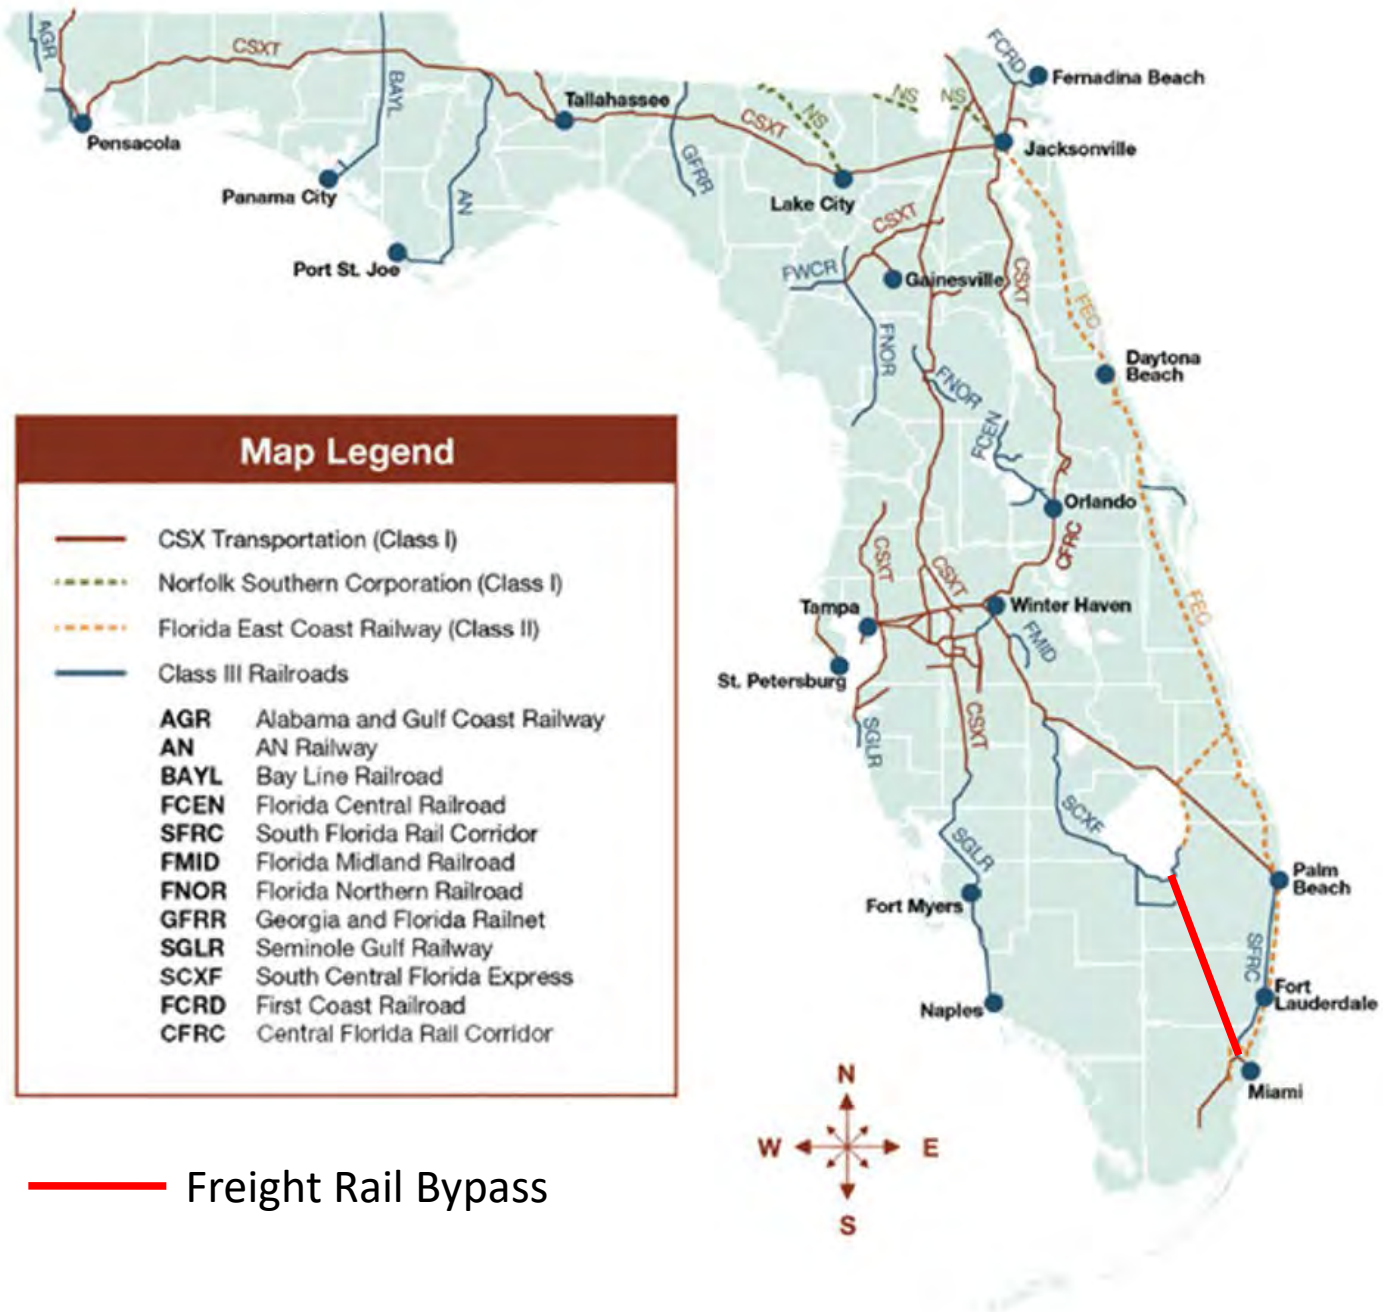 AGR
CSXT
BAYL
FCRD
Fernadina Beach
Tallahassee
NS
NS
NS
CSXT
Pensacola
GFRR
Jacksonville
Panama City
AN
Lake City
CSXT
Port St. Joe
FWCR
Gainesville
CSXT
FEC
FNOR
Daytona
Beach
FNOR
FCEN
Orlando
CSXT
CSXT
CFRC
Tampa
Winter Haven
FEC
FMID
St. Petersburg
CSXT
SGLR
SCXF
SGLR
Palm
Beach
Fort Myers
SFRC
Fort
Lauderdale
Naples
Miami
Map Legend
CSX Transportation (Class I)
Norfolk Southern Corporation (Class I)
Florida East Coast Railway (Class II)
Class III Railroads
AGR Alabama and Gulf Coast Railway
AN AN Railway
BAYL Bay Line Railroad
FCEN Florida Central Railroad
SFRC South Florida Rail Corridor
FMID Florida Midland Railroad
FNOR Florida Northern Railroad
GFRR Georgia and Florida Railnet
SGLR Seminole Gulf Railway
SCXF South Central Florida Express
FCRD First Coast Railroad
CFRC Central Florida Rail Corridor
N
W E
S
Freight Rail Bypass